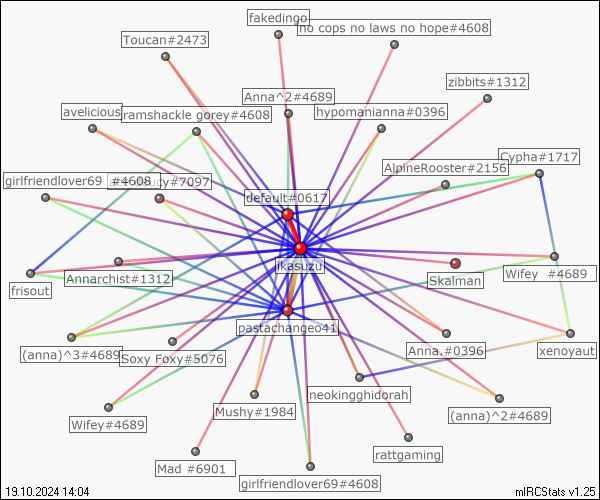 fakedingo
no cops no laws no hope#4608
Toucan#2473
zibbits#1312
Anna^2#4689
avelicious
ramshackle gorey#4608
hypomanianna#0396
Cypha#1717
AlpineRooster#2156
girlfriendlover69 #4608
#7097
default#0617
ikasuzu
Annarchist#1312
Skalman
Wifey #4689
frisout
pastachangeo41
(anna)^3#4689
Soxy Foxy#5076
Anna.#0396
xenoyaut
neokingghidorah
Mushy#1984
(anna)^2#4689
Wifey#4689
rattgaming
Mad #6901
girlfriendlover69#4608
19.10.2024 14:04
mIRCStats v1.25